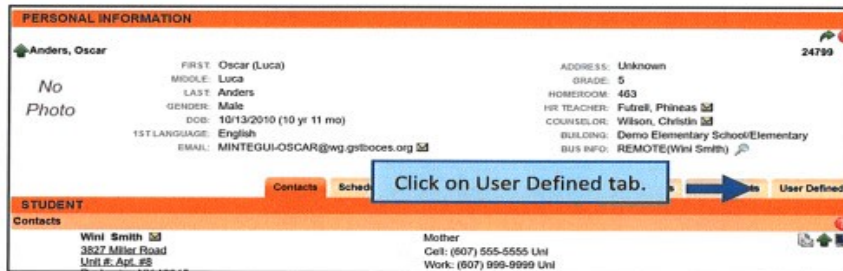 PERSONAL INFORMATION
Anders, Oscar
24799
No
Photo
FIRST: Oscar (Luca)
MIDDLE: Luca
LAST: Anders
GENDER: Male
DOB: 10/13/2010 (10 yr 11 mo)
1ST LANGUAGE: English
EMAIL: MINTEGUI-OSCAR@wg.gstboces.org
ADDRESS: Unknown
GRADE: 5
HOMEROOM: 463
HR TEACHER: Futrell, Phineas
COUNSELOR: Wilson, Christin
BUILDING: Demo Elementary School/Elementary
BUS INFO: REMOTE(Wini Smith)
Contacts
Click on User Defined tab.
User Defined
STUDENT
Contacts
Wini Smith
3827 Miller Road
Unit #: Apt. #8
Mother
Cell: (607) 555-5555 Unl
Work: (607) 999-9999 Unl